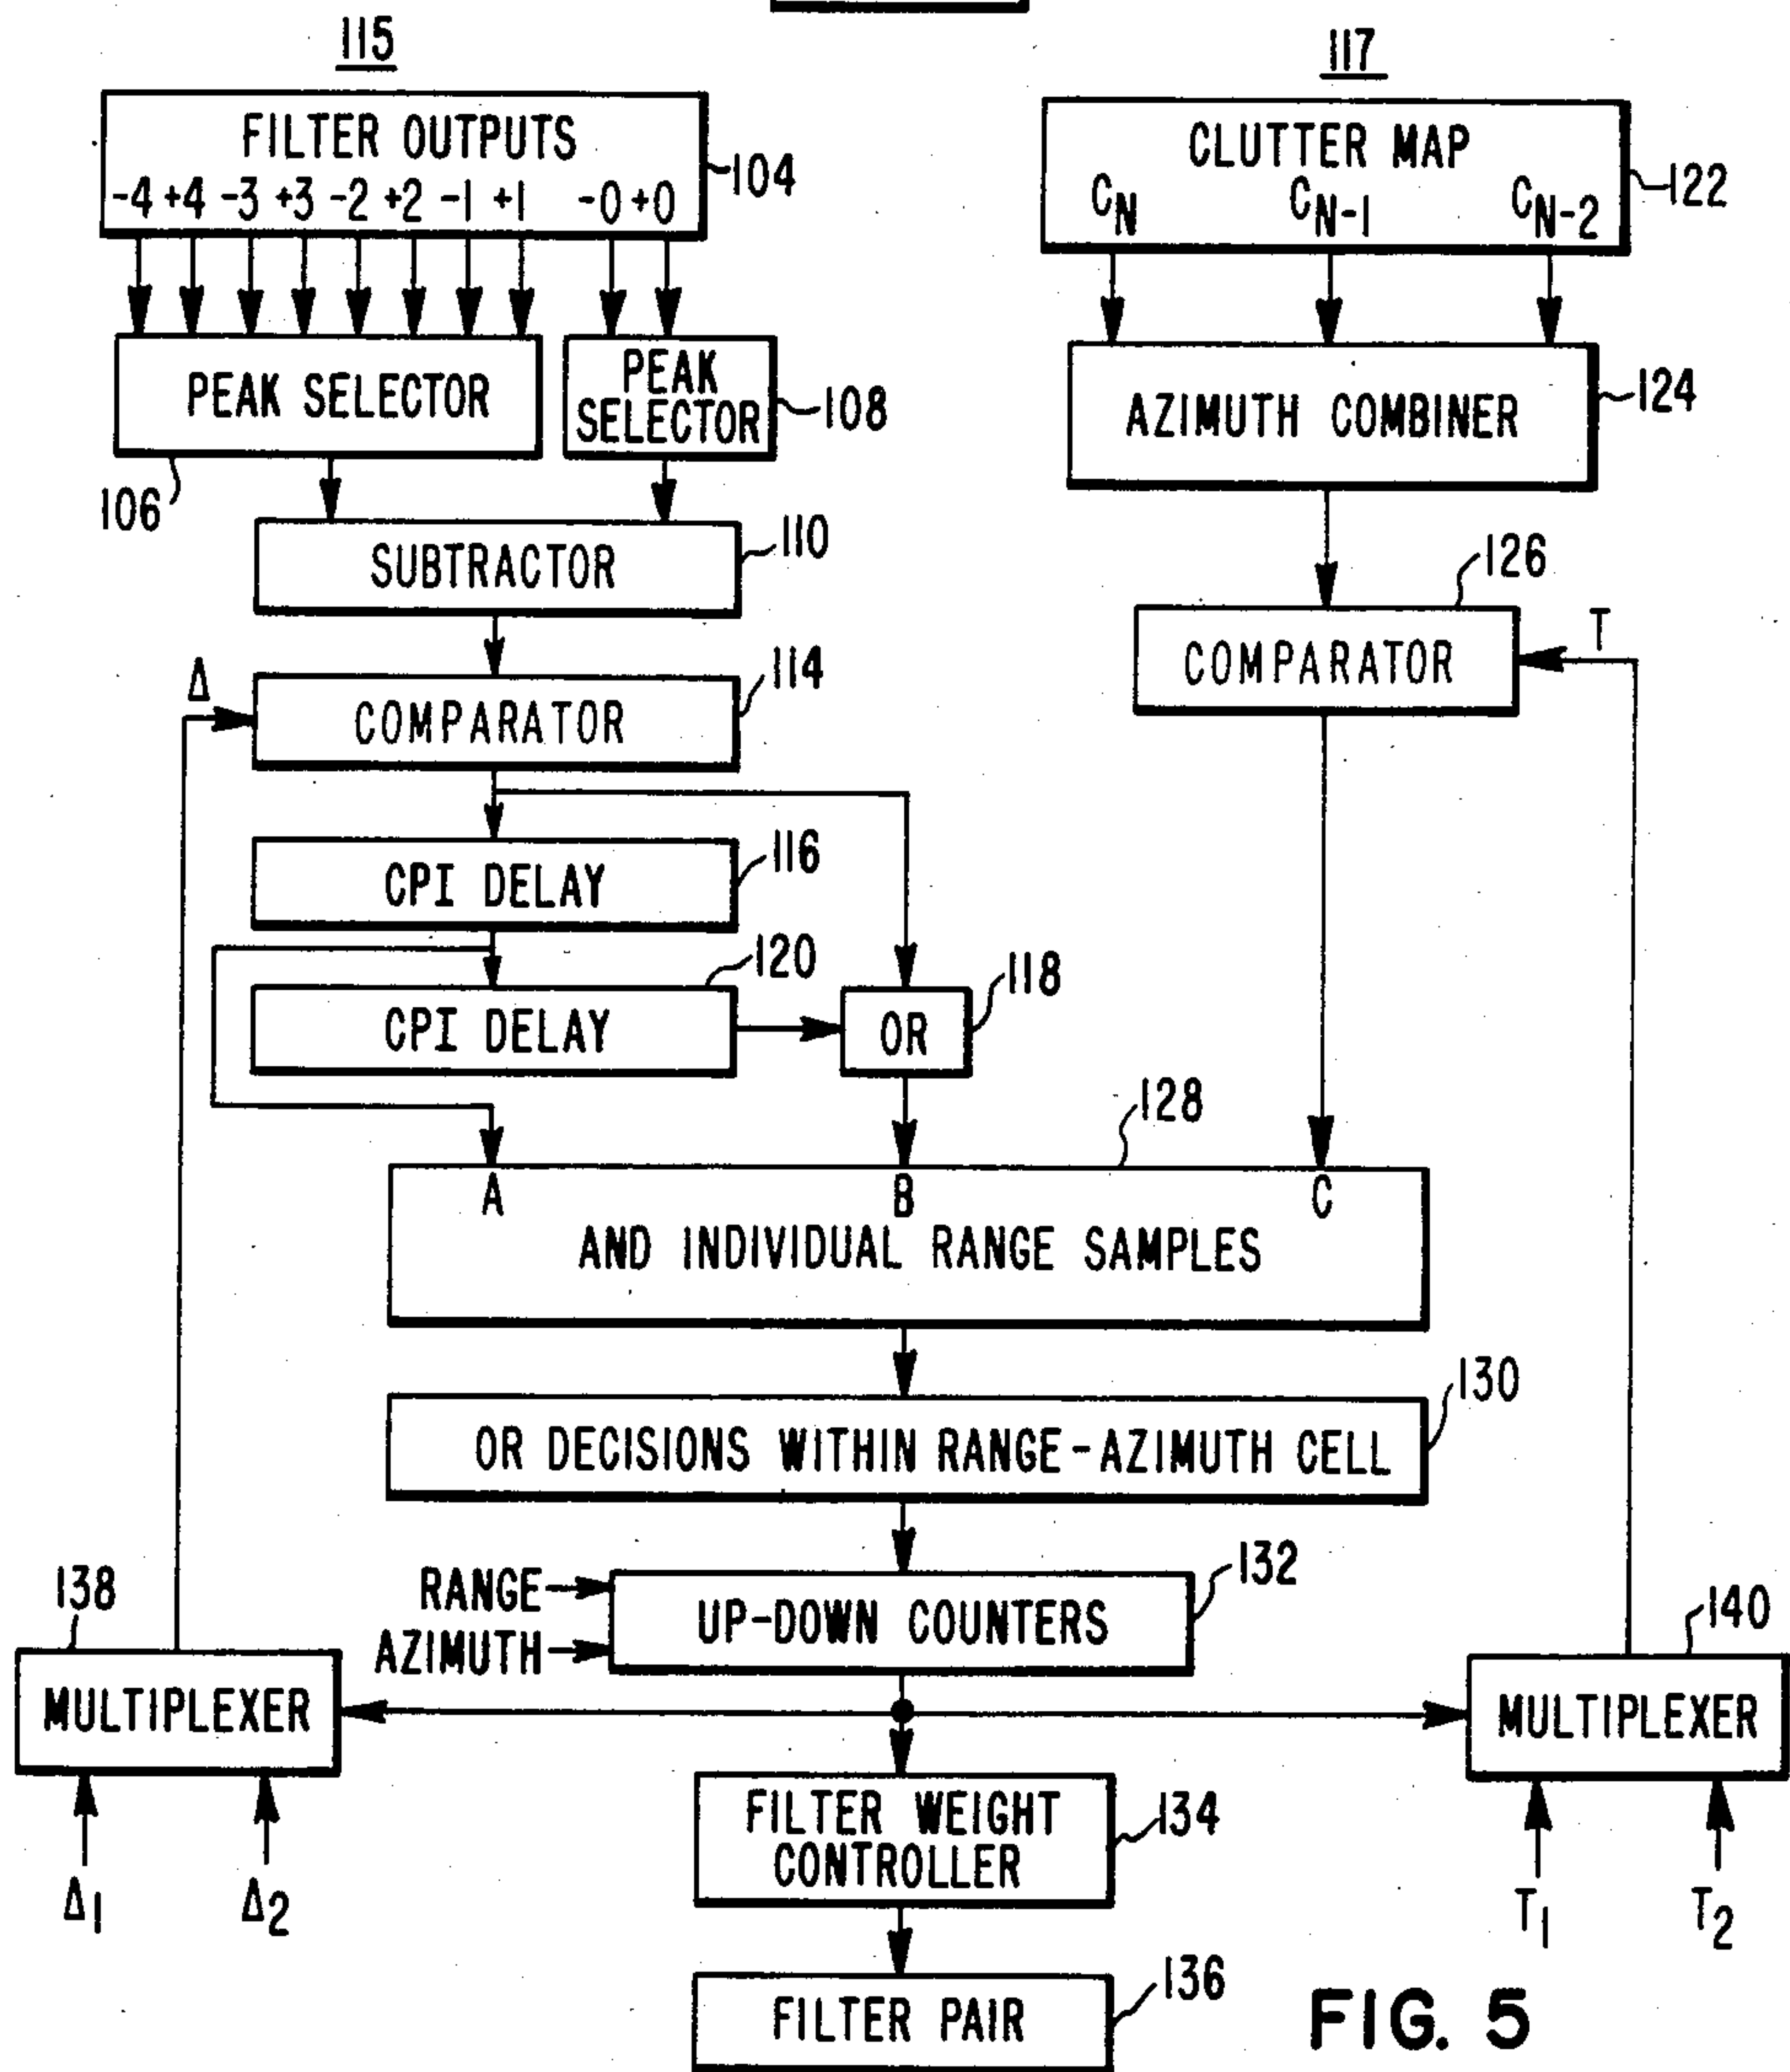 115
117
FILTER OUTPUTS
-4 +4 -3 +3 -2 +2 -1 +1 -0 +0
104
CLUTTER MAP
C_N C_N-1 C_N-2
122
PEAK SELECTOR
106
PEAK
SELECTOR
108
AZIMUTH COMBINER
124
SUBTRACTOR
110
126
COMPARATOR
T
Δ
COMPARATOR
114
CPI DELAY
116
CPI DELAY
120
OR
118
128
A B C
AND INDIVIDUAL RANGE SAMPLES
130
OR DECISIONS WITHIN RANGE-AZIMUTH CELL
RANGE
AZIMUTH
UP-DOWN COUNTERS
132
138
MULTIPLEXER
140
MULTIPLEXER
Δ1 Δ2
FILTER WEIGHT
CONTROLLER
134
T1 T2
FILTER PAIR
136
FIG. 5